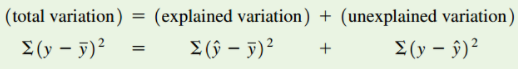 (total variation) = (explained variation) + (unexplained variation)
Σ(y − ȳ)² = Σ(ŷ − ȳ)² + Σ(y − ŷ)²